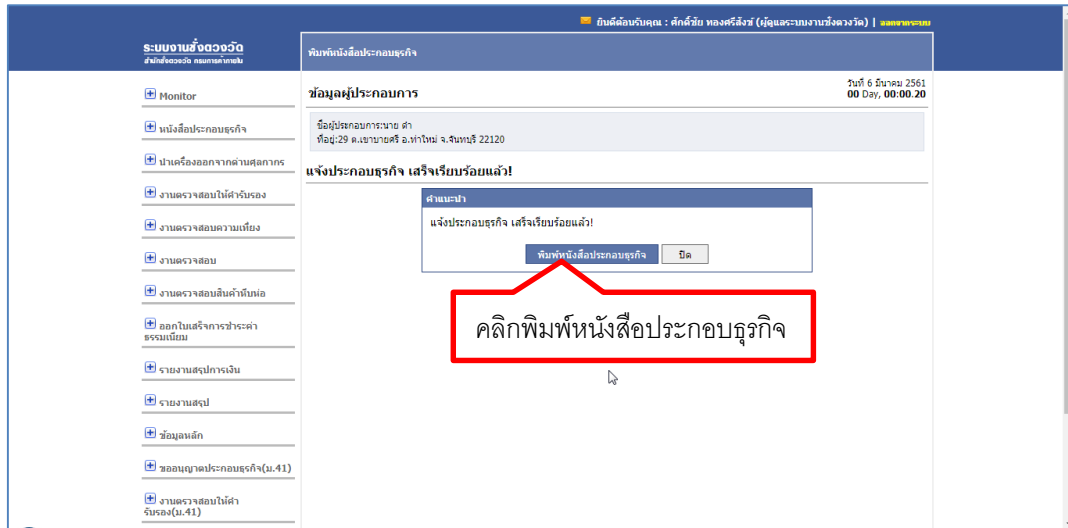 ยินดีต้อนรับคุณ : ศักดิ์ชัย ทองศรีสังข์ (ผู้ดูแลระบบงานชั่งตวงวัด) | ออกจากระบบ
ระบบงานชั่งตวงวัด
สำนักชั่งตวงวัด กรมการค้าภายใน
พิมพ์หนังสือประกอบธุรกิจ
Monitor
หนังสือประกอบธุรกิจ
นำเครื่องออกจากด่านศุลกากร
งานตรวจสอบให้คำรับรอง
งานตรวจสอบความเที่ยง
งานตรวจสอบ
งานตรวจสอบสินค้าหีบห่อ
ออกใบเสร็จการชำระค่า
ธรรมเนียม
รายงานสรุปการเงิน
รายงานสรุป
ข้อมูลหลัก
ขออนุญาตประกอบธุรกิจ(ม.41)
งานตรวจสอบให้คำ
รับรอง(ม.41)
ข้อมูลผู้ประกอบการ
วันที่ 6 มีนาคม 2561
00 Day, 00:00.20
ชื่อผู้ประกอบการ:นาย ดำ
ที่อยู่:29 ต.เขาบายศรี อ.ท่าใหม่ จ.จันทบุรี 22120
แจ้งประกอบธุรกิจ เสร็จเรียบร้อยแล้ว!
คำแนะนำ
แจ้งประกอบธุรกิจ เสร็จเรียบร้อยแล้ว!
พิมพ์หนังสือประกอบธุรกิจ ปิด
คลิกพิมพ์หนังสือประกอบธุรกิจ